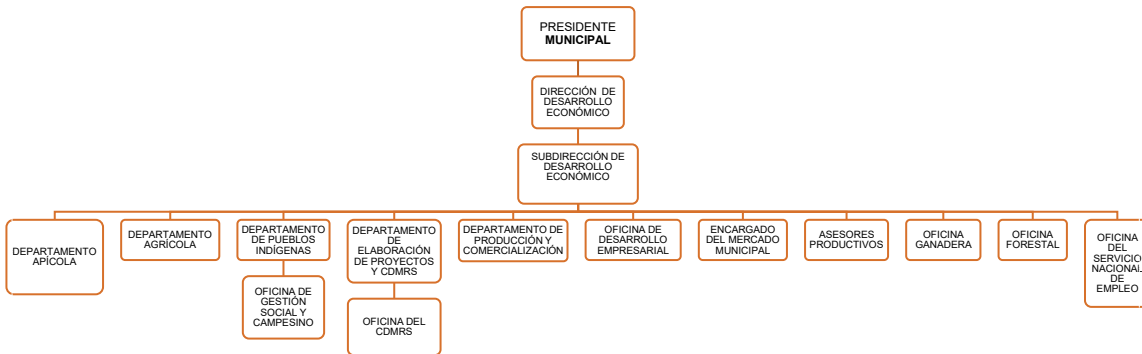 PRESIDENTE
MUNICIPAL
DIRECCIÓN DE
DESARROLLO
ECONÓMICO
SUBDIRECCIÓN DE
DESARROLLO
ECONÓMICO
DEPARTAMENTO
APÍCOLA
DEPARTAMENTO
AGRÍCOLA
DEPARTAMENTO
DE PUEBLOS
INDÍGENAS
OFICINA DE
GESTIÓN
SOCIAL Y
CAMPESINO
DEPARTAMENTO
DE
ELABORACIÓN
DE PROYECTOS
Y CDMRS
OFICINA DEL
CDMRS
DEPARTAMENTO DE
PRODUCCIÓN Y
COMERCIALIZACIÓN
OFICINA DE
DESARROLLO
EMPRESARIAL
ENCARGADO
DEL MERCADO
MUNICIPAL
ASESORES
PRODUCTIVOS
OFICINA
GANADERA
OFICINA
FORESTAL
OFICINA
DEL
SERVICIO
NACIONAL
DE
EMPLEO